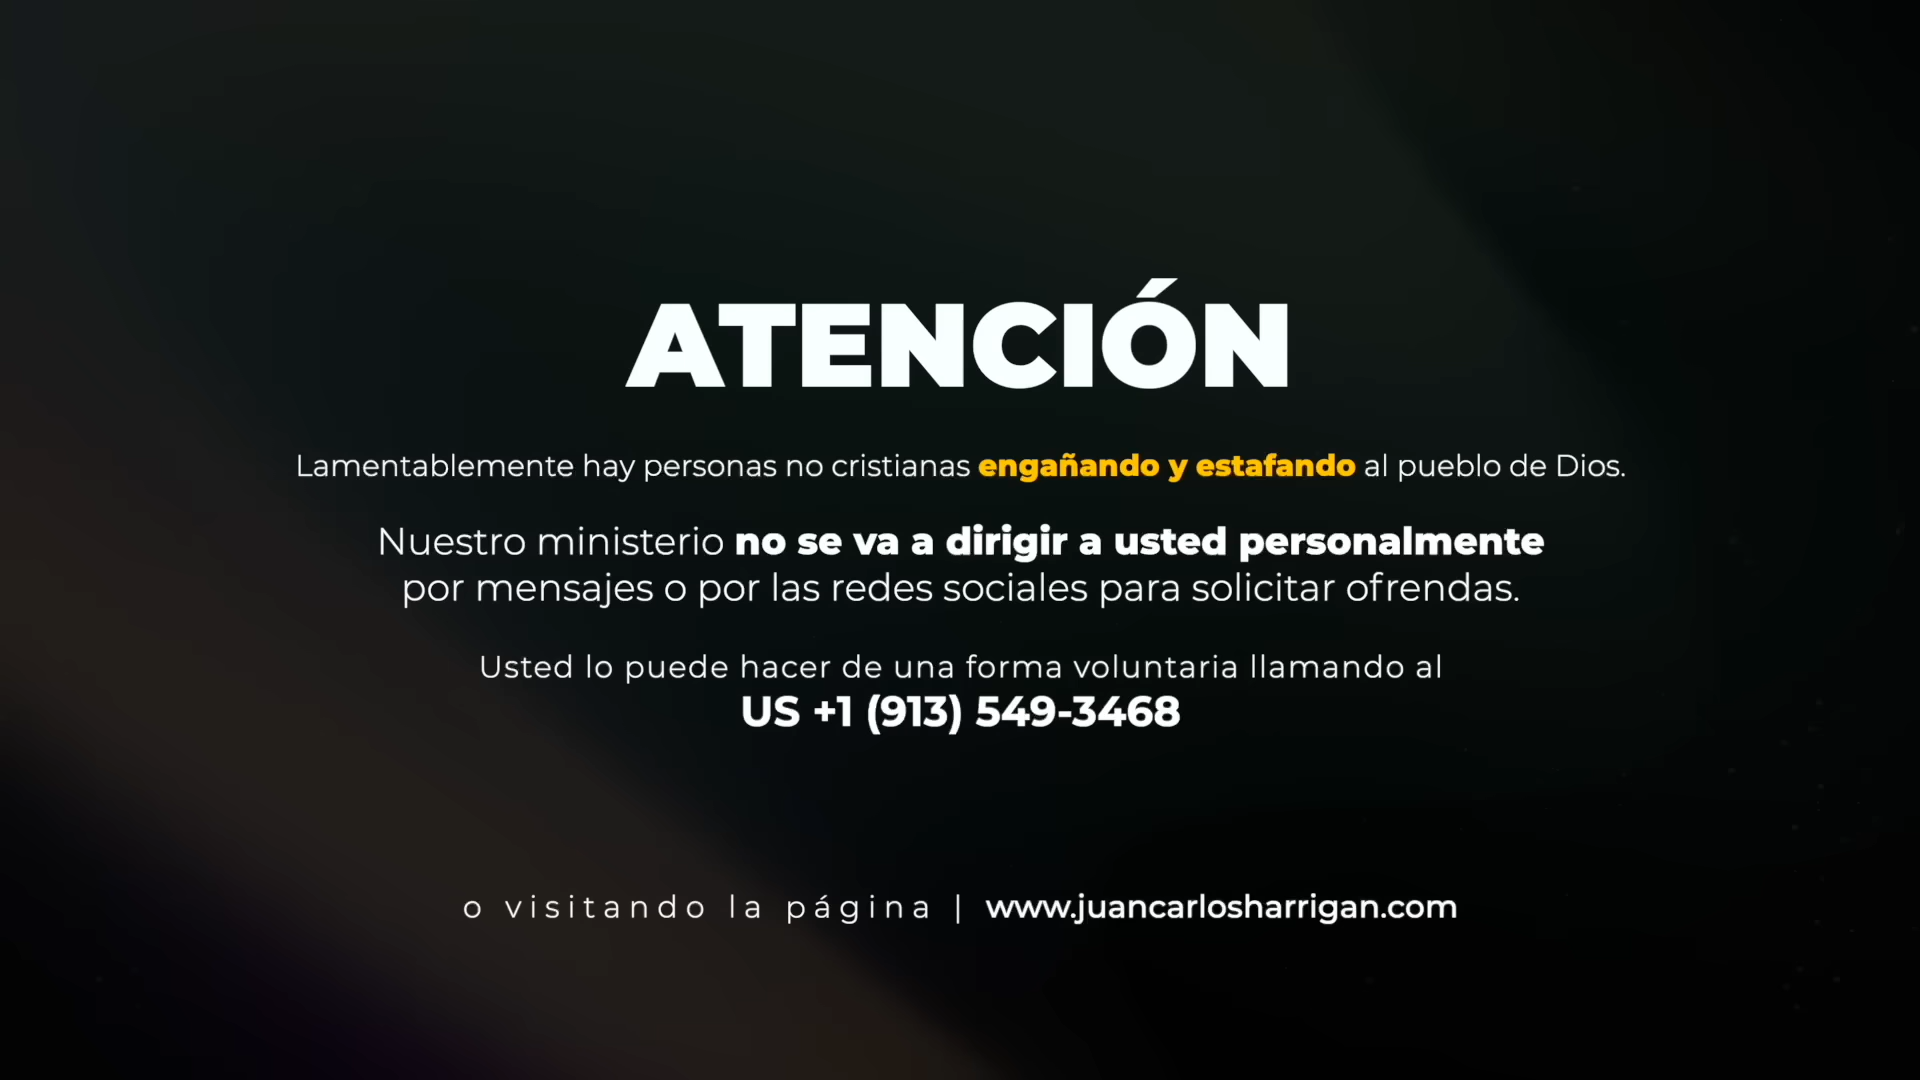 ATENCIÓN
Lamentablemente hay personas no cristianas engañando y estafando al pueblo de Dios.
Nuestro ministerio no se va a dirigir a usted personalmente
por mensajes o por las redes sociales para solicitar ofrendas.
Usted lo puede hacer de una forma voluntaria llamando al
US +1 (913) 549-3468
o visitando la página | www.juancarlosharrigan.com